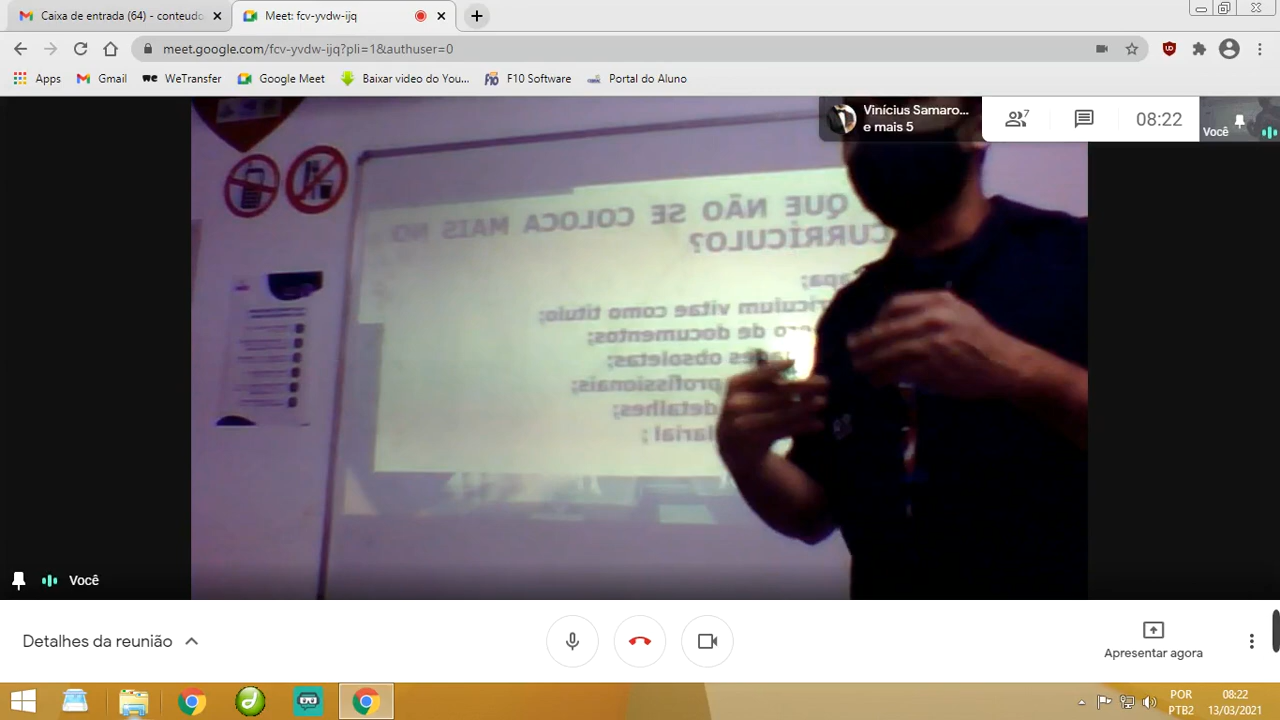 Caixa de entrada (64) - conteudo
Meet: fcv-yvdw-ijq
meet.google.com/fcv-yvdw-ijq?pli=1&authuser=0
Apps
Gmail
WeTransfer
Google Meet
Baixar video do You...
F10 Software
Portal do Aluno
Vinícius Samaro...
e mais 5
7
08:22
Você
QUE NÃO SE COLOCA MAIS NO
CURRÍCULO?
Capa;
vitae como título;
de documentos;
obsoletas;
profissionais;
detalhes;
Você
Detalhes da reunião
Apresentar agora
POR
PTB2
08:22
13/03/2021